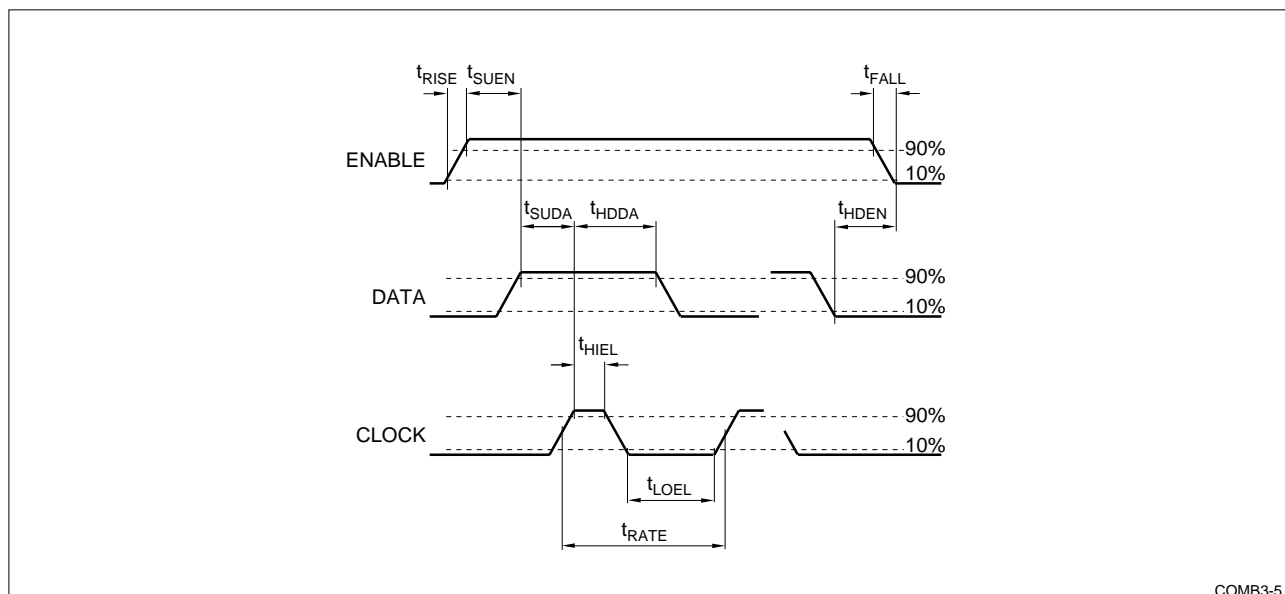 tRISE tSUEN tFALL
ENABLE 90%
10%
tSUDA tHDDA tHDEN
DATA 90%
10%
tHIEL
CLOCK 90%
10%
tLOEL
tRATE
COMB3-5